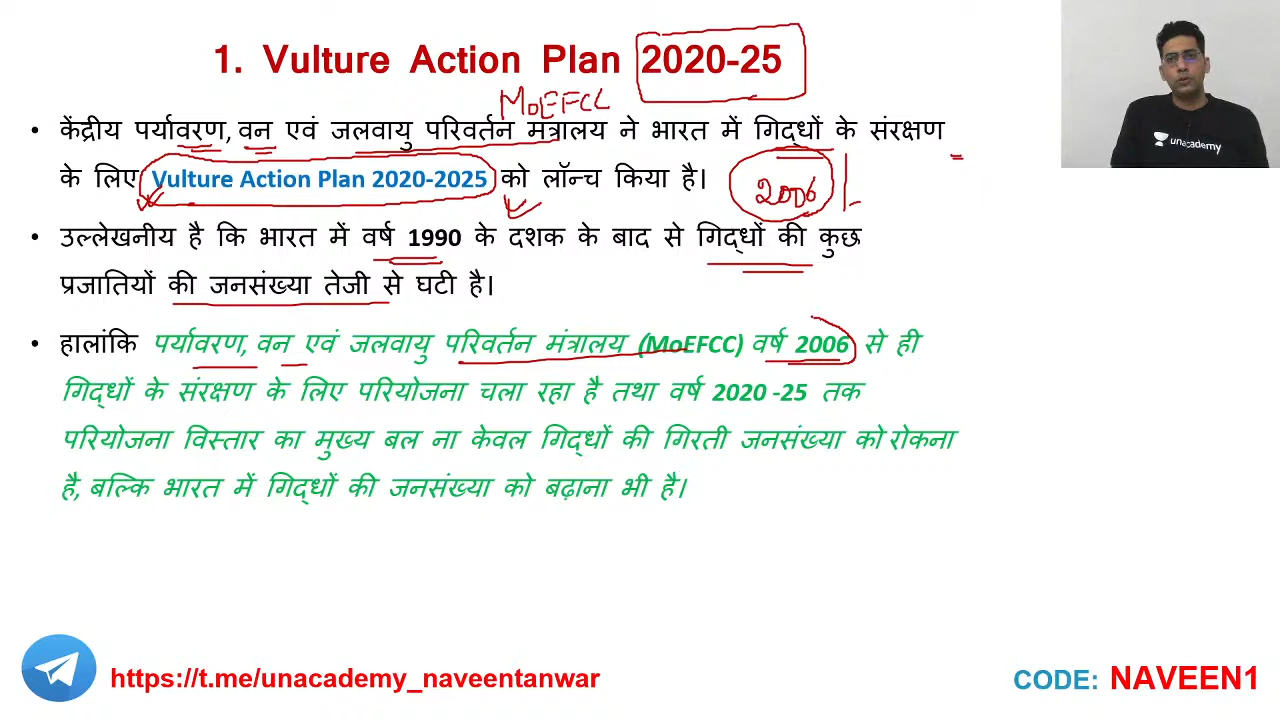 1. Vulture Action Plan 2020-25
MoEFCC
• केंद्रीय पर्यावरण, वन एवं जलवायु परिवर्तन मंत्रालय ने भारत में गिद्धों के संरक्षण
के लिए Vulture Action Plan 2020-2025 को लॉन्च किया है।
2006
• उल्लेखनीय है कि भारत में वर्ष 1990 के दशक के बाद से गिद्धों की कुछ
प्रजातियों की जनसंख्या तेजी से घटी है।
• हालांकि पर्यावरण, वन एवं जलवायु परिवर्तन मंत्रालय (MoEFCC) वर्ष 2006 से ही
गिद्धों के संरक्षण के लिए परियोजना चला रहा है तथा वर्ष 2020 -25 तक
परियोजना विस्तार का मुख्य बल ना केवल गिद्धों की गिरती जनसंख्या को रोकना
है, बल्कि भारत में गिद्धों की जनसंख्या को बढ़ाना भी है।
unacademy
https://t.me/unacademy_naveentanwar
CODE: NAVEEN1